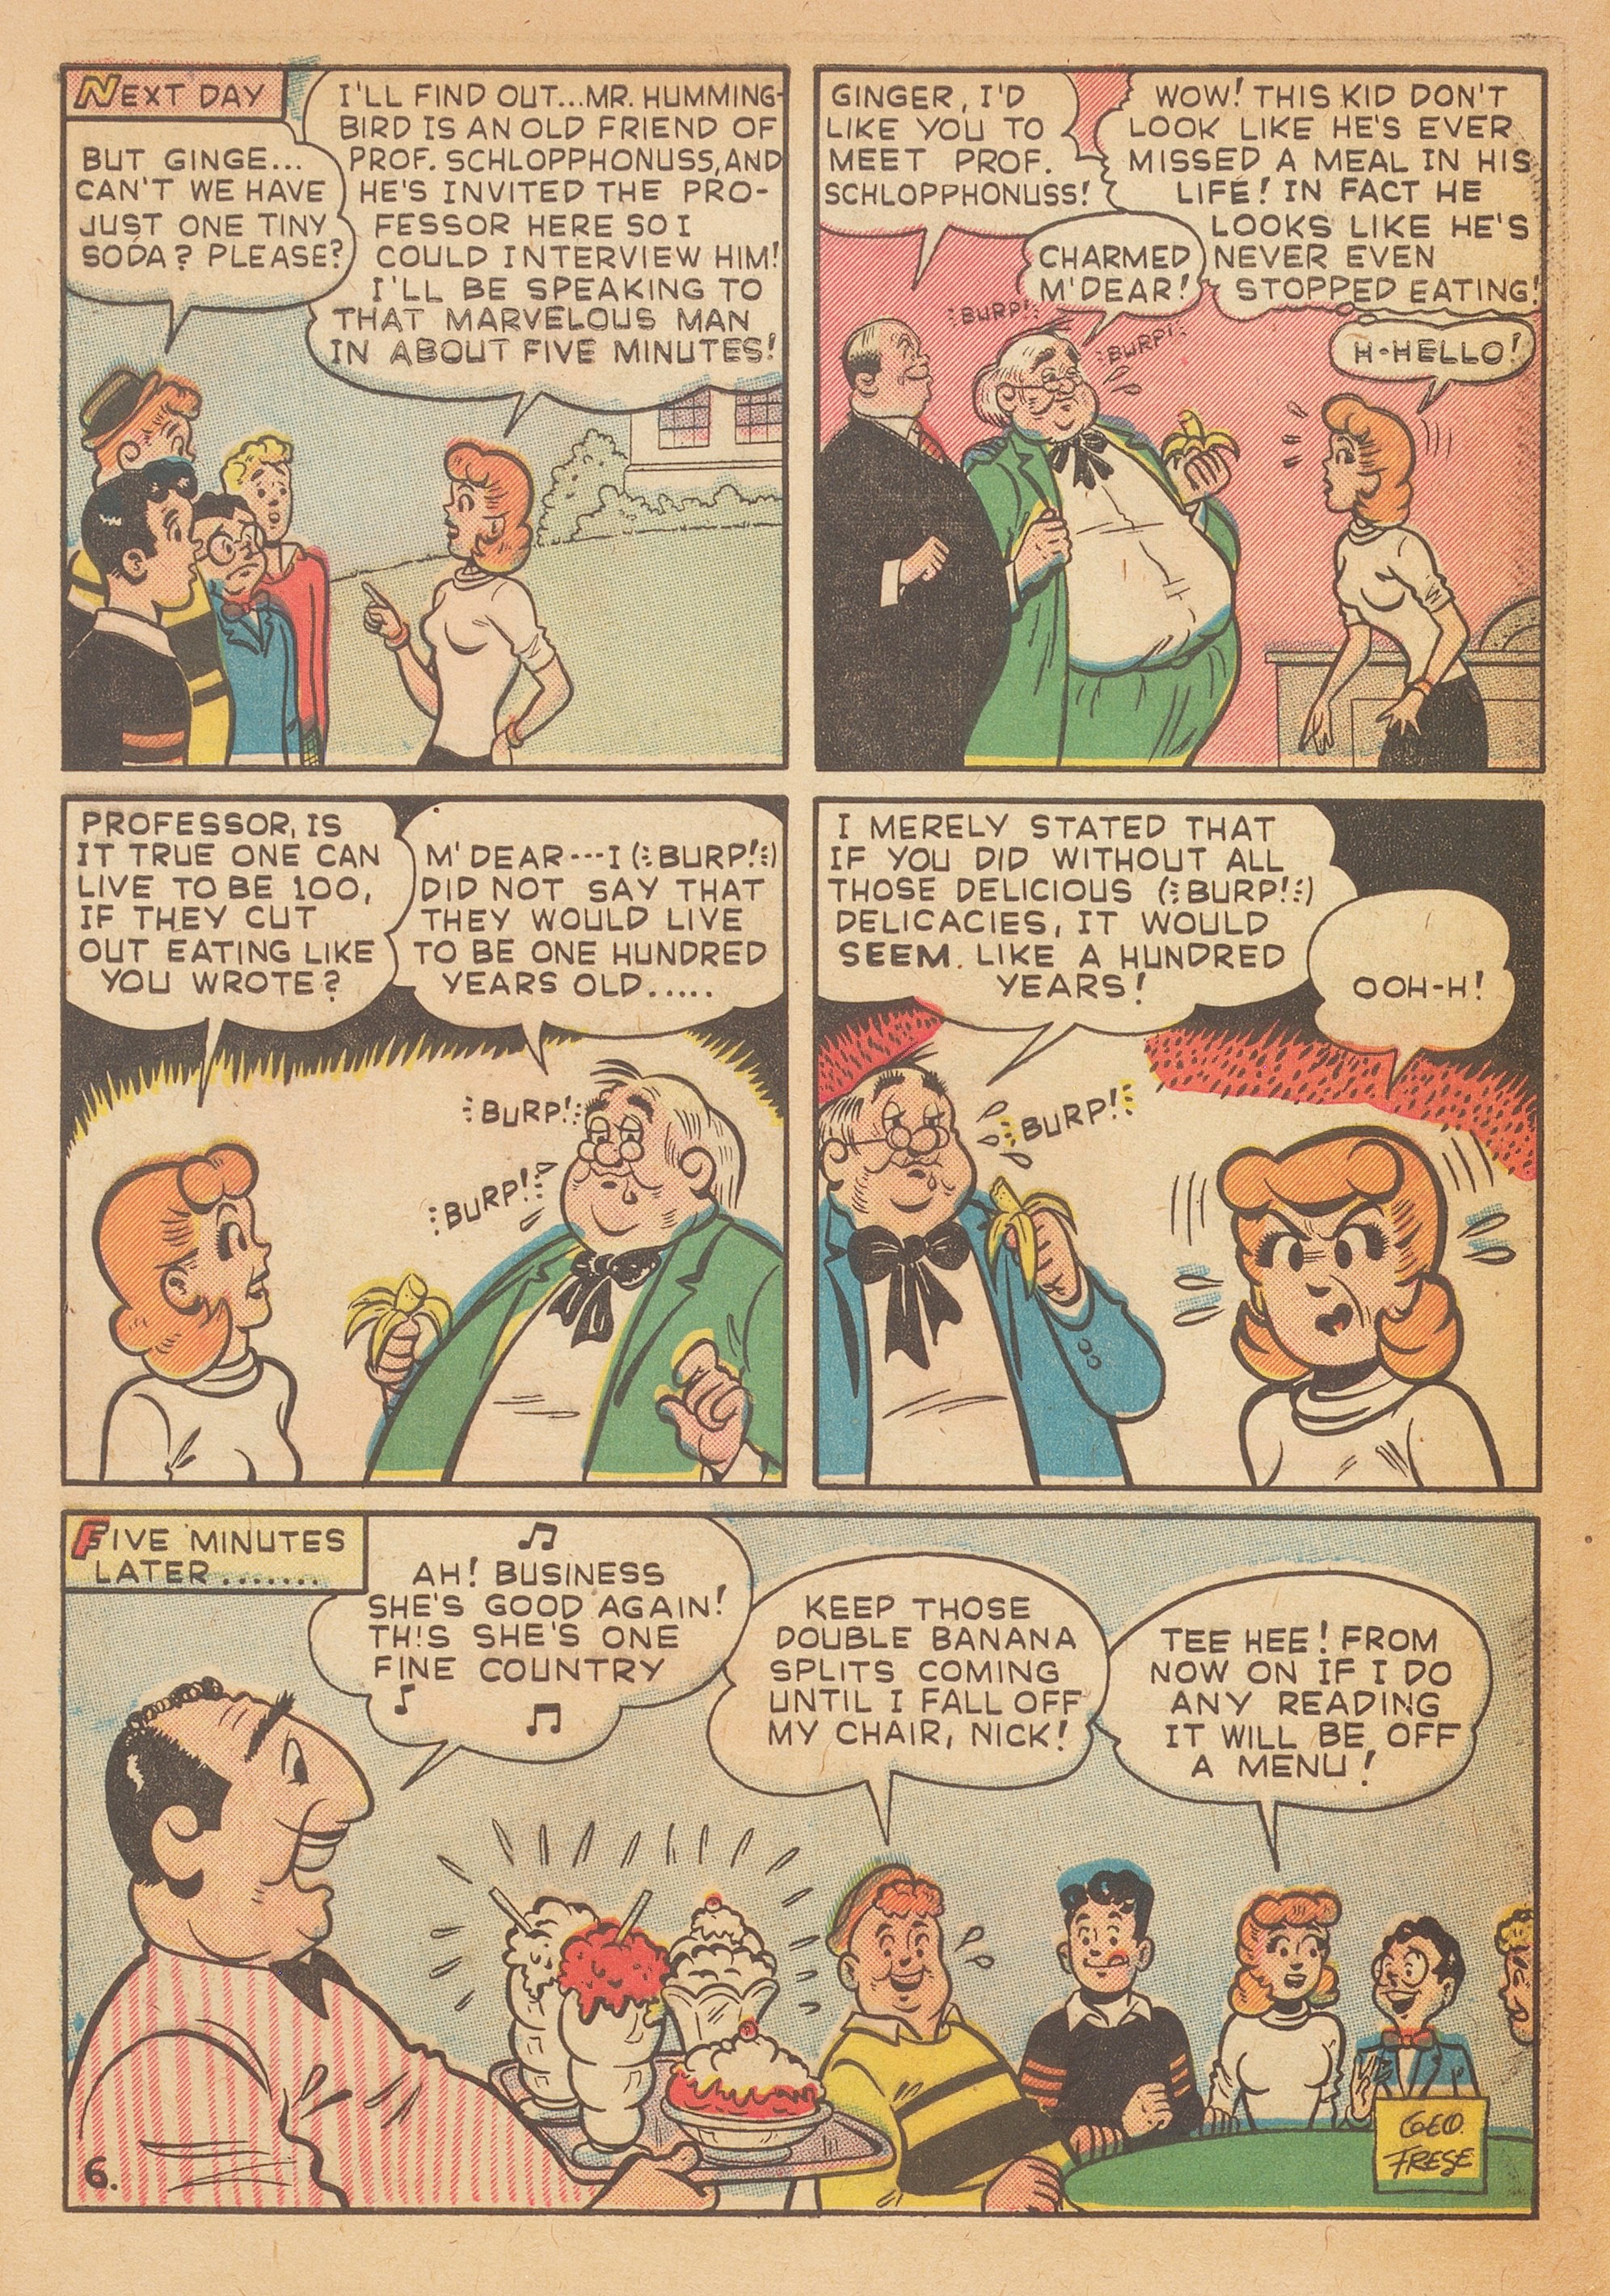 NEXT DAY
BUT GINGE...
CAN'T WE HAVE
JUST ONE TINY
SODA? PLEASE?
I'LL FIND OUT...MR. HUMMING-
BIRD IS AN OLD FRIEND OF
PROF. SCHLOPPHONUSS, AND
HE'S INVITED THE PRO-
FESSOR HERE SO I
COULD INTERVIEW HIM!
I'LL BE SPEAKING TO
THAT MARVELOUS MAN
IN ABOUT FIVE MINUTES!
GINGER, I'D
LIKE YOU TO
MEET PROF.
SCHLOPPHONUSS!
CHARMED
M'DEAR!
BURP!
BURP!
WOW! THIS KID DON'T
LOOK LIKE HE'S EVER
MISSED A MEAL IN HIS
LIFE! IN FACT HE
LOOKS LIKE HE'S
NEVER EVEN
STOPPED EATING!
H-HELLO!
PROFESSOR, IS
IT TRUE ONE CAN
LIVE TO BE 100,
IF THEY CUT
OUT EATING LIKE
YOU WROTE?
M'DEAR---I (BURP!)
DID NOT SAY THAT
THEY WOULD LIVE
TO BE ONE HUNDRED
YEARS OLD.....
BURP!
BURP!
I MERELY STATED THAT
IF YOU DID WITHOUT ALL
THOSE DELICIOUS (BURP!)
DELICACIES, IT WOULD
SEEM LIKE A HUNDRED
YEARS!
BURP!
OOH-H!
FIVE MINUTES
LATER.......
AH! BUSINESS
SHE'S GOOD AGAIN!
THIS SHE'S ONE
FINE COUNTRY
KEEP THOSE
DOUBLE BANANA
SPLITS COMING
UNTIL I FALL OFF
MY CHAIR, NICK!
TEE HEE! FROM
NOW ON IF I DO
ANY READING
IT WILL BE OFF
A MENU!
GEO.
FRESE
6.